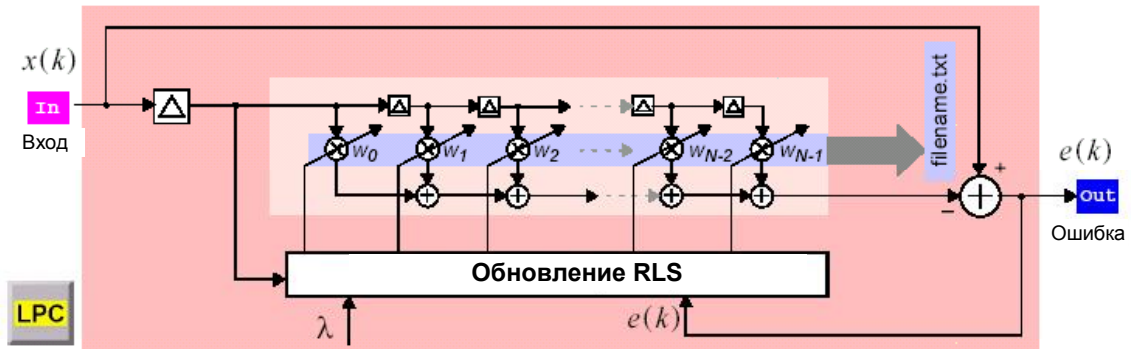 x(k)
In
Вход
w0
w1
w2
wN-2
wN-1
filename.txt
+
−
e(k)
Out
Ошибка
Обновление RLS
LPC
λ
e(k)